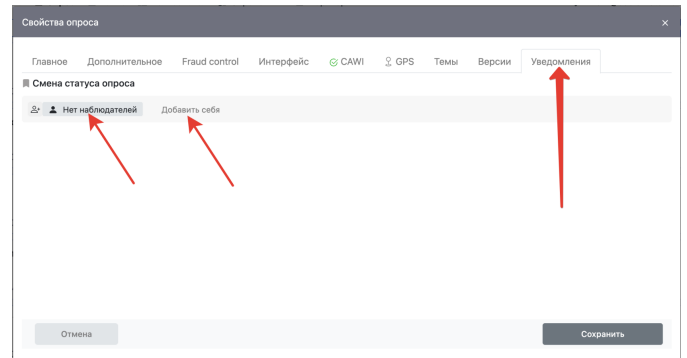 Свойства опроса
Главное Дополнительное Fraud control Интерфейс CAWI GPS Темы Версии Уведомления
Смена статуса опроса
Нет наблюдателей Добавить себя
Отмена Сохранить